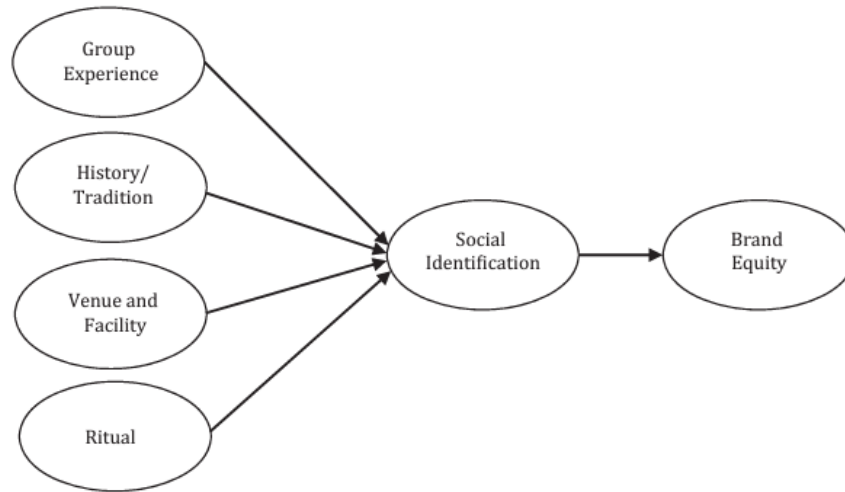 Group
Experience
History/
Tradition
Venue and
Facility
Ritual
Social
Identification
Brand
Equity